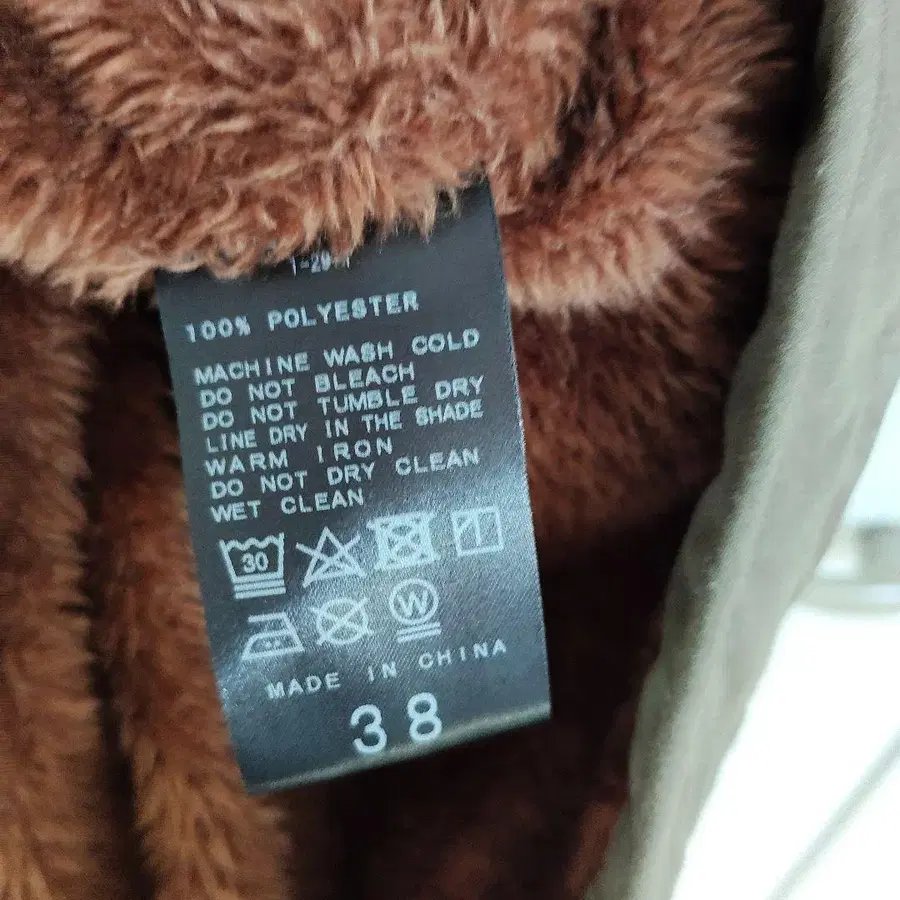 100% POLYESTER
MACHINE WASH COLD
DO NOT BLEACH
DO NOT TUMBLE DRY
LINE DRY IN THE SHADE
WARM IRON
DO NOT DRY CLEAN
WET CLEAN
30
W
MADE IN CHINA
38